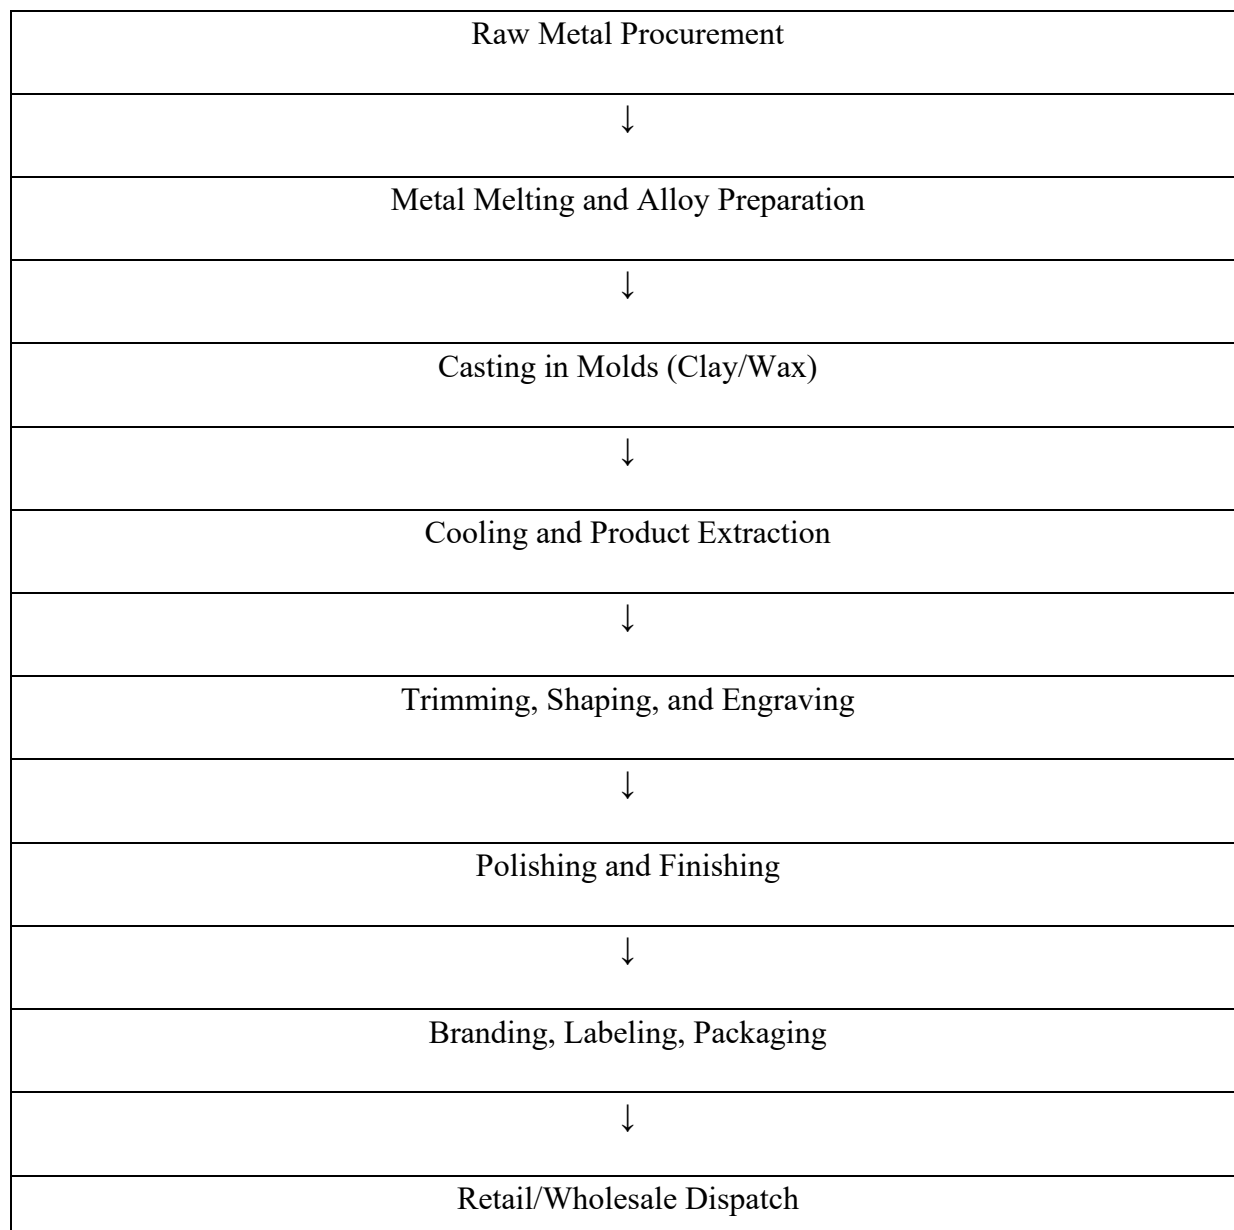 Raw Metal Procurement
↓
Metal Melting and Alloy Preparation
↓
Casting in Molds (Clay/Wax)
↓
Cooling and Product Extraction
↓
Trimming, Shaping, and Engraving
↓
Polishing and Finishing
↓
Branding, Labeling, Packaging
↓
Retail/Wholesale Dispatch